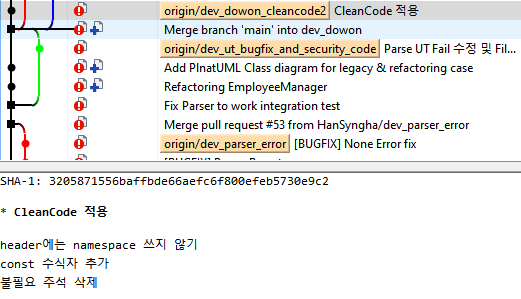 origin/dev_dowon_cleancode2 CleanCode 적용
Merge branch 'main' into dev_dowon
origin/dev_ut_bugfix_and_security_code Parse UT Fail 수정 및 Fil...
Add PlnatUML Class diagram for legacy & refactoring case
Refactoring EmployeeManager
Fix Parser to work integration test
Merge pull request #53 from HanSyngha/dev_parser_error
origin/dev_parser_error [BUGFIX] None Error fix
SHA-1: 3205871556baffbde66aefc6f800efeb5730e9c2
* CleanCode 적용
header에는 namespace 쓰지 않기
const 수식자 추가
불필요 주석 삭제